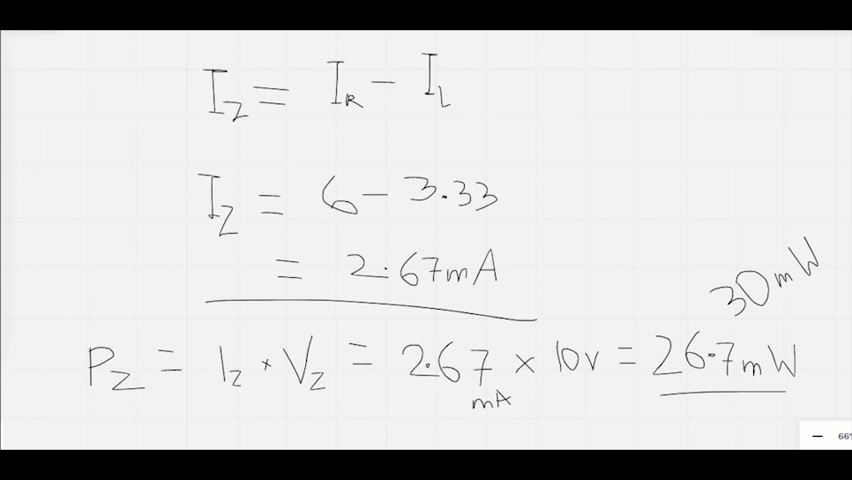 I_Z = I_R - I_L
I_Z = 6 - 3.33
= 2.67mA
30mW
P_Z = I_Z * V_Z = 2.67 mA × 10v = 26.7mW
66%